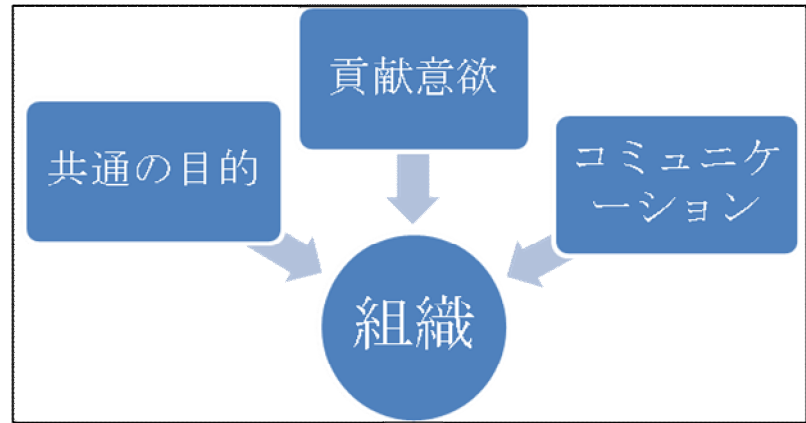 貢献意欲
共通の目的
コミュニケ
ーション
組織